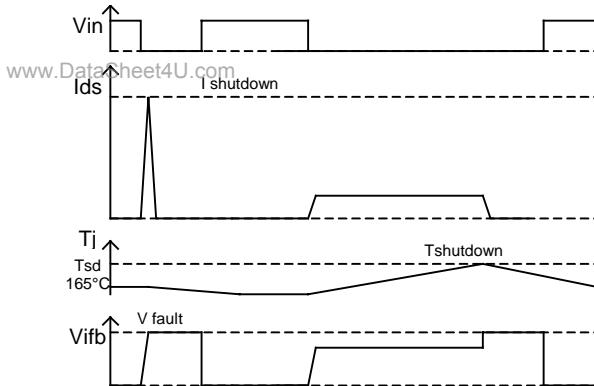 Vin
www.DataSheet4U.com
Ids
I shutdown
Tj
Tshutdown
Tsd
165°C
V fault
Vifb